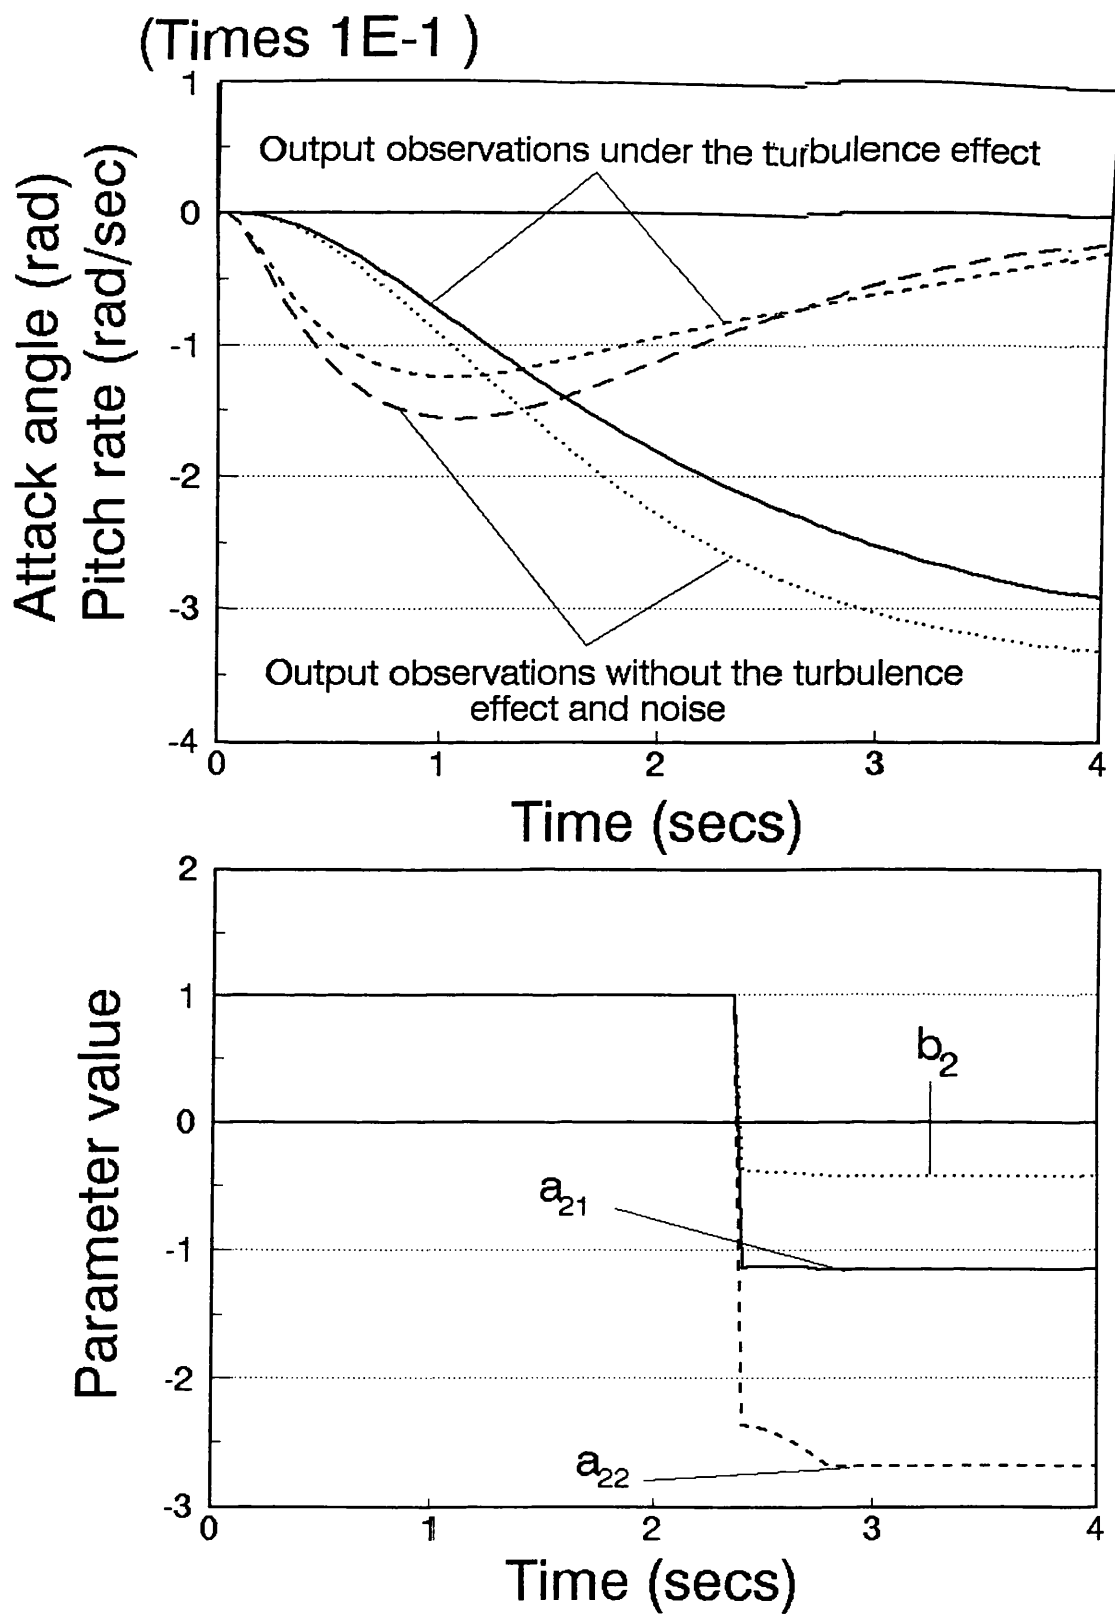 (Times 1E-1 )
Attack angle (rad)
Pitch rate (rad/sec)
1
0
-1
-2
-3
-4
Output observations under the turbulence effect
Output observations without the turbulence
effect and noise
1
2
3
4
Time (secs)
Parameter value
2
1
0
-1
-2
-3
b2
a21
a22
0
1
2
3
4
Time (secs)